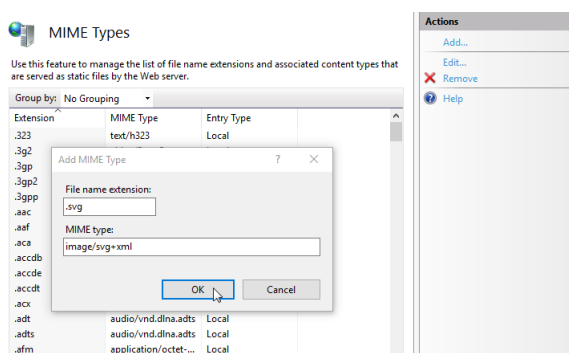 MIME Types
Use this feature to manage the list of file name extensions and associated content types that
are served as static files by the Web server.
Group by: No Grouping
Extension MIME Type Entry Type
.323 text/h323 Local
.3g2
.3gp
.3gp2
.3gpp
.aac
.aaf
.aca
.accdb
.accde
.accdt
.acx
.adt audio/vnd.dlna.adts Local
.adts audio/vnd.dlna.adts Local
.afm application/octet-... Local
Add MIME Type ?
File name extension:
.svg
MIME type:
image/svg+xml
OK Cancel
Actions
Add...
Edit...
Remove
Help